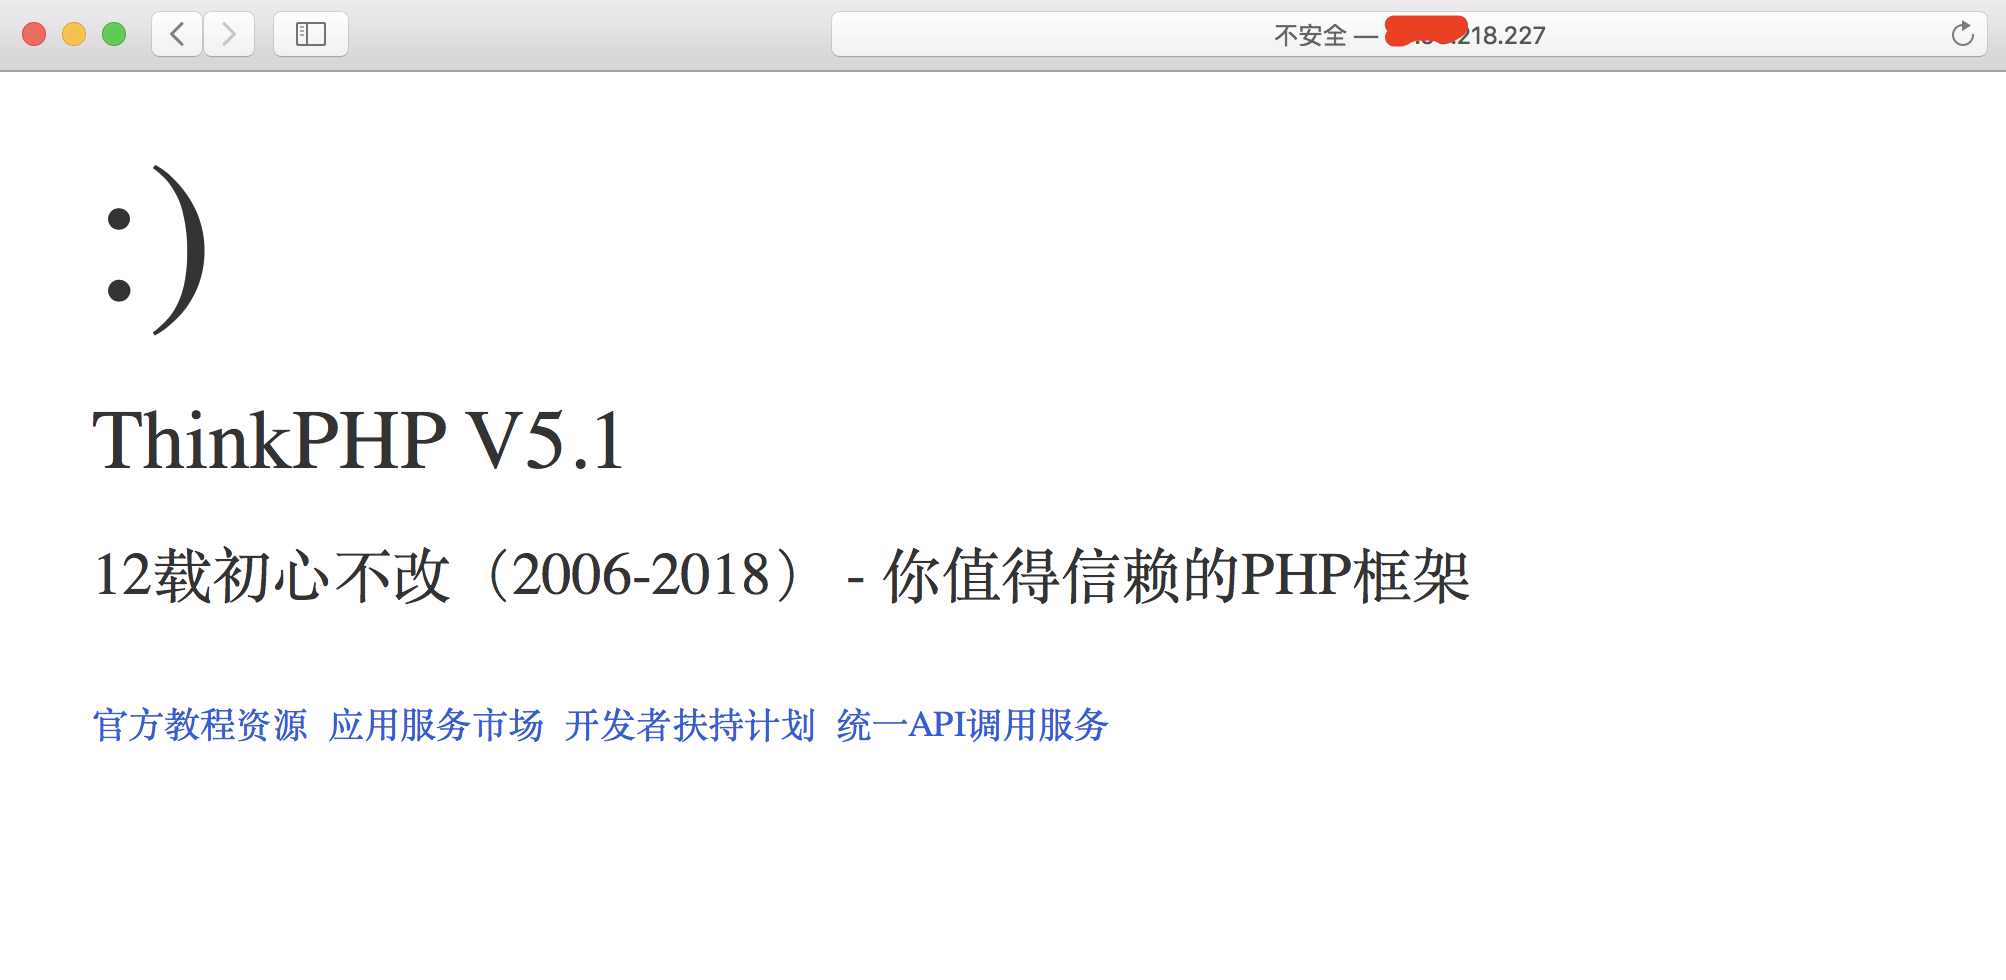 不安全 — .218.227
:)
ThinkPHP V5.1
12载初心不改（2006-2018） - 你值得信赖的PHP框架
官方教程资源 应用服务市场 开发者扶持计划 统一API调用服务